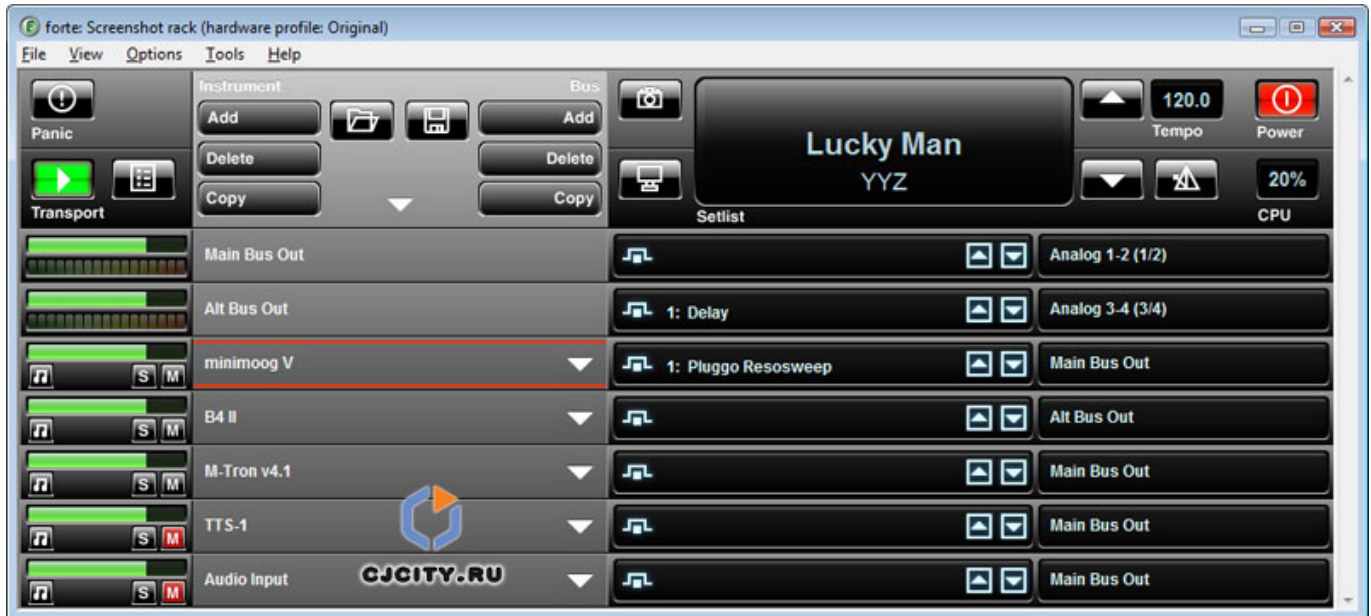 forte: Screenshot rack (hardware profile: Original)
File View Options Tools Help
Instrument Bus
Panic
Add Add
Delete Delete
Copy Copy
Transport
Lucky Man
YYZ
Setlist
120.0
Tempo
Power
20%
CPU
Main Bus Out Analog 1-2 (1/2)
Alt Bus Out 1: Delay Analog 3-4 (3/4)
S M minimoog V 1: Pluggo Resosweep Main Bus Out
S M B4 II Alt Bus Out
S M M-Tron v4.1 Main Bus Out
S M TTS-1 Main Bus Out
S M Audio Input Main Bus Out
CJCITY.RU